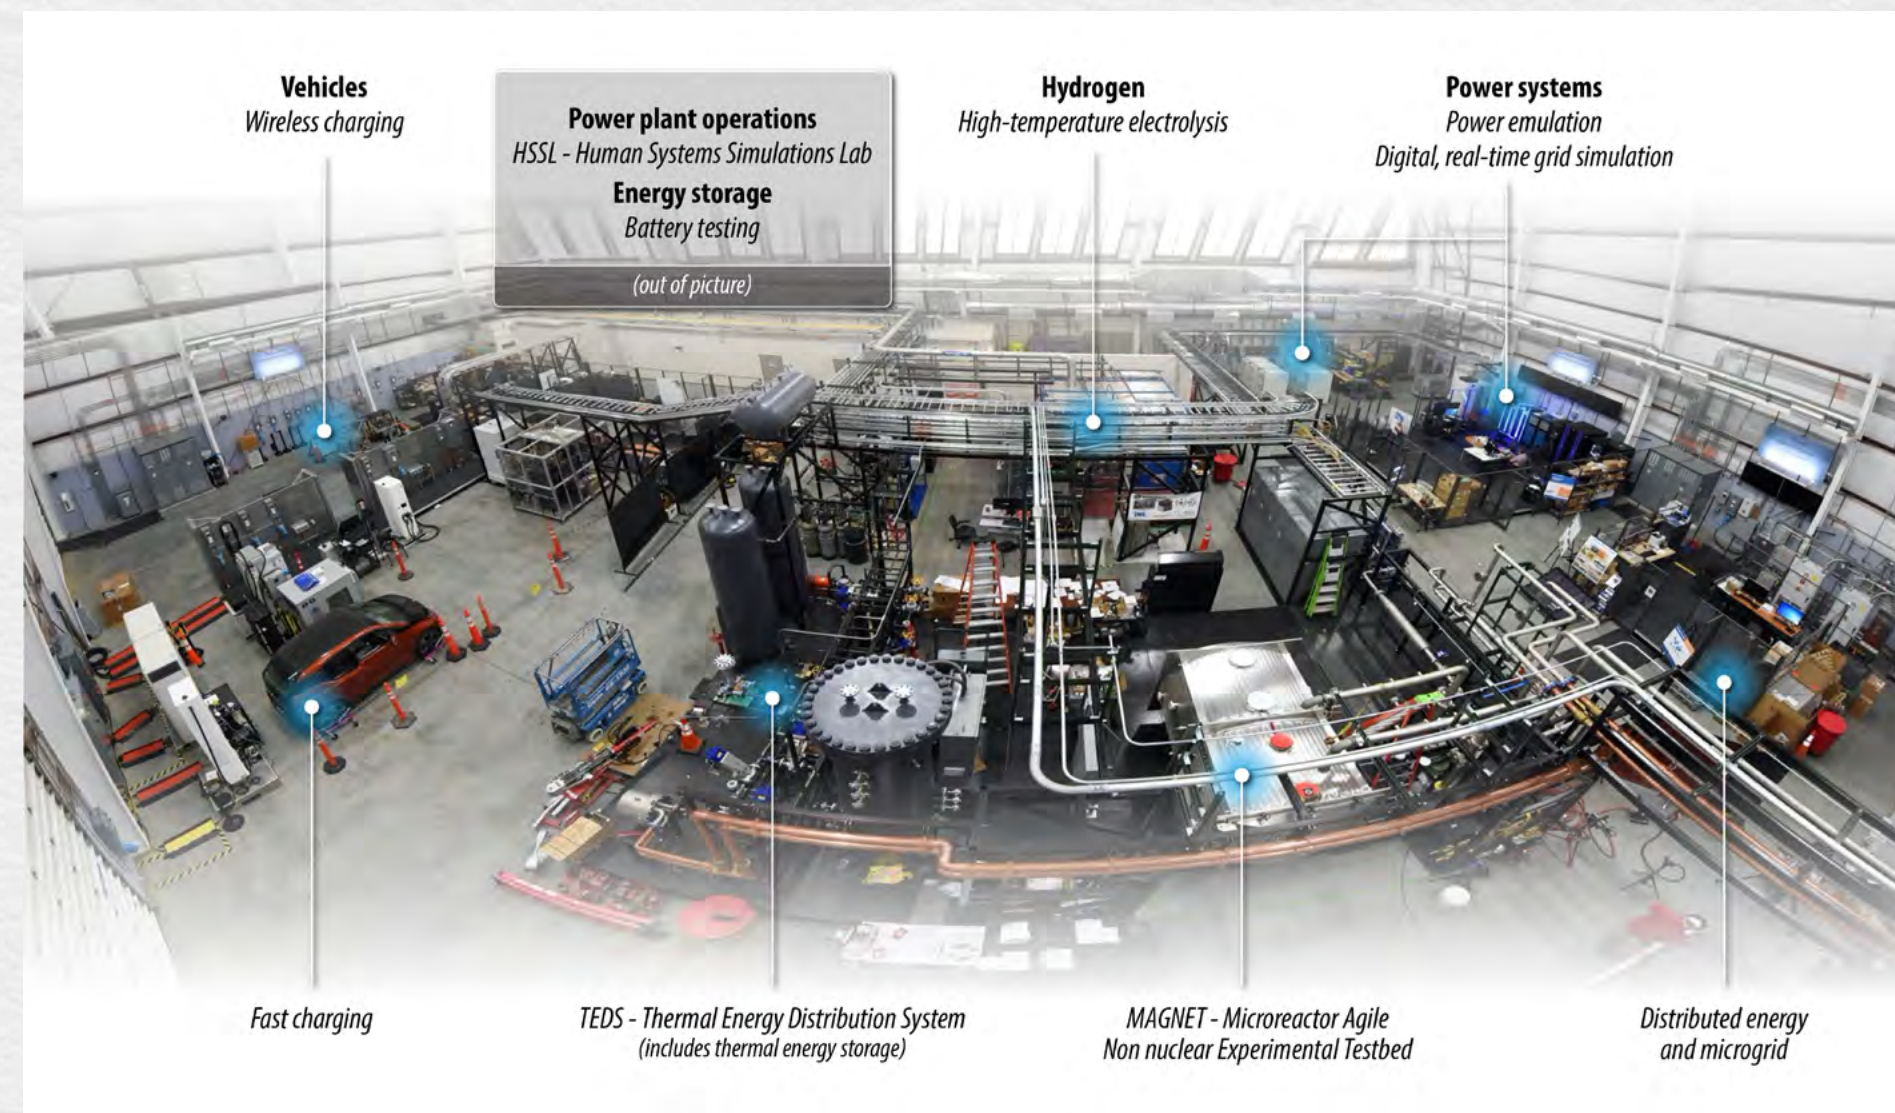 Vehicles
Wireless charging
Power plant operations
HSSL - Human Systems Simulations Lab
Energy storage
Battery testing
(out of picture)
Hydrogen
High-temperature electrolysis
Power systems
Power emulation
Digital, real-time grid simulation
Fast charging
TEDS - Thermal Energy Distribution System
(includes thermal energy storage)
MAGNET - Microreactor Agile
Non nuclear Experimental Testbed
Distributed energy
and microgrid